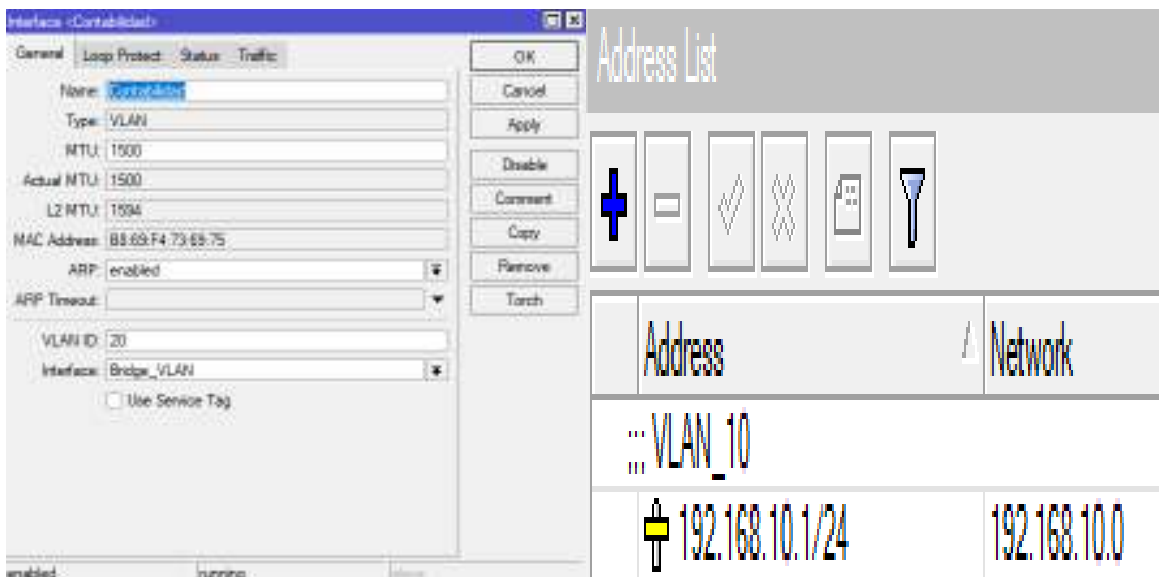 Interface <Contabilidad>
General Loop Protect Status Traffic
Name: Contabilidad
Type: VLAN
MTU: 1500
Actual MTU: 1500
L2 MTU: 1594
MAC Address: B8:69:F4:73:69:75
ARP: enabled
ARP Timeout:
VLAN ID: 20
Interface: Bridge_VLAN
Use Service Tag
enabled running
OK
Cancel
Apply
Disable
Comment
Copy
Remove
Torch
Address List
Address Network
;;; VLAN_10
192.168.10.1/24 192.168.10.0